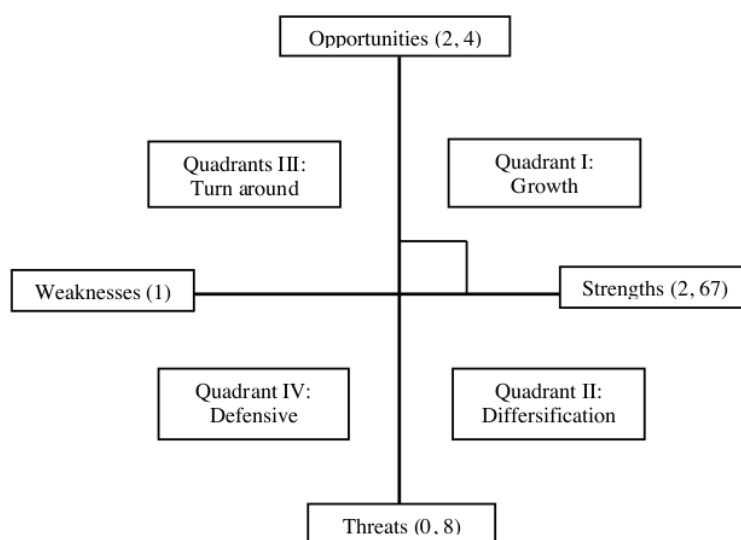 Opportunities (2, 4)
Quadrants III:
Turn around
Quadrant I:
Growth
Weaknesses (1)
Strengths (2, 67)
Quadrant IV:
Defensive
Quadrant II:
Differsification
Threats (0, 8)